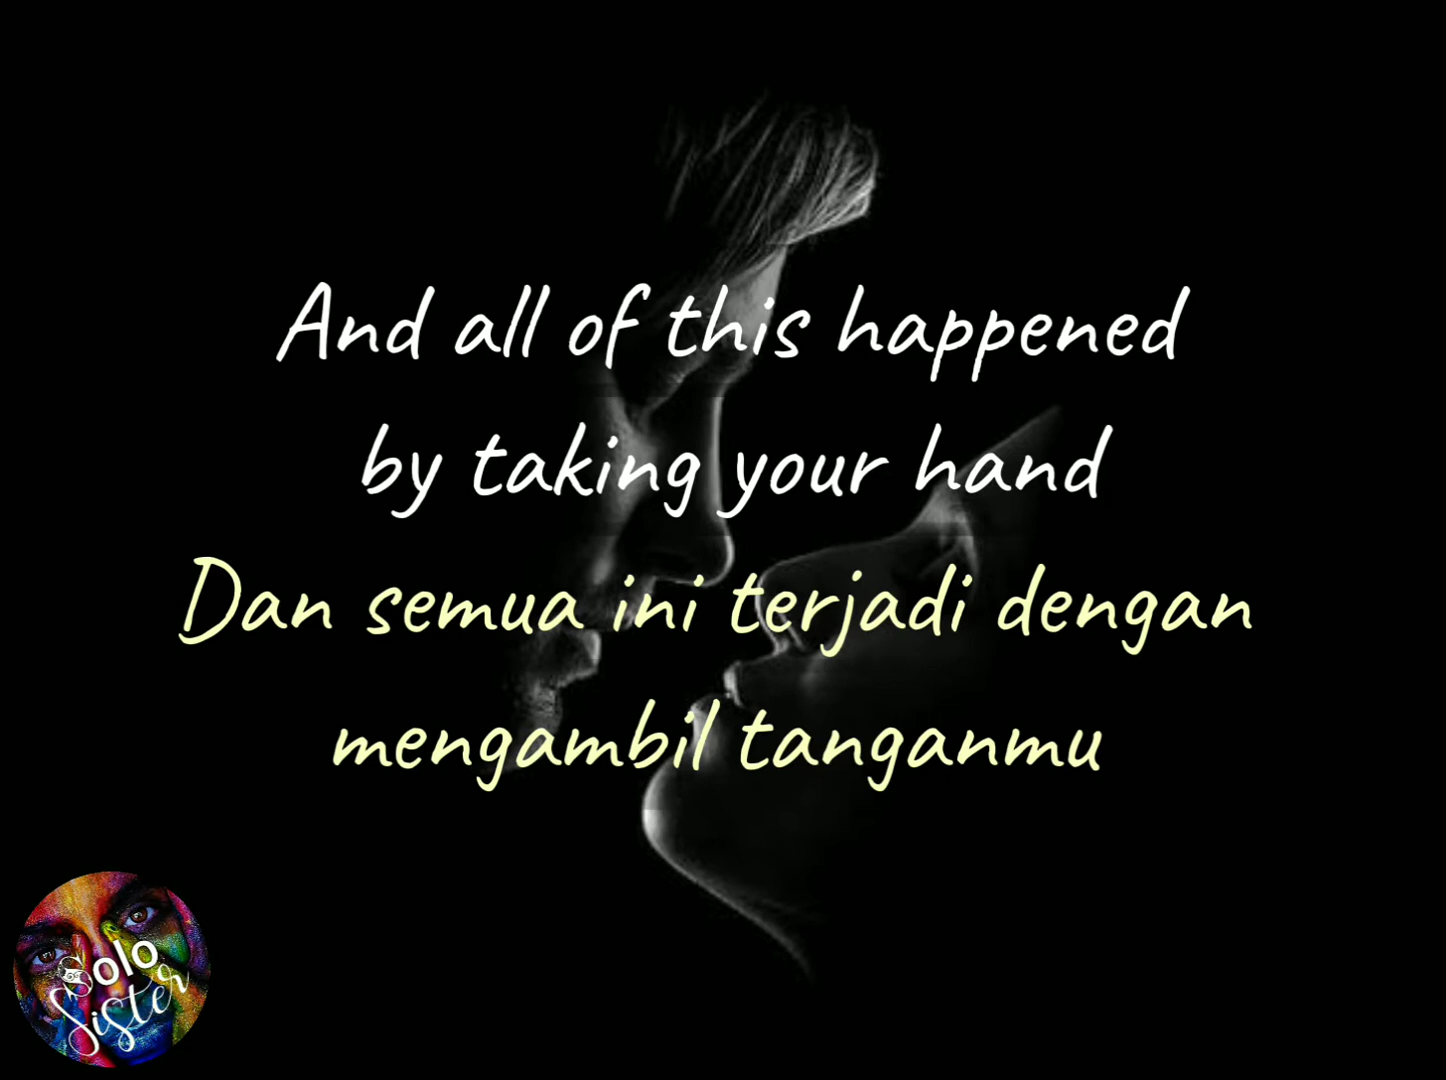 And all of this happened
by taking your hand
Dan semua ini terjadi dengan
mengambil tanganmu
Solo
Sister